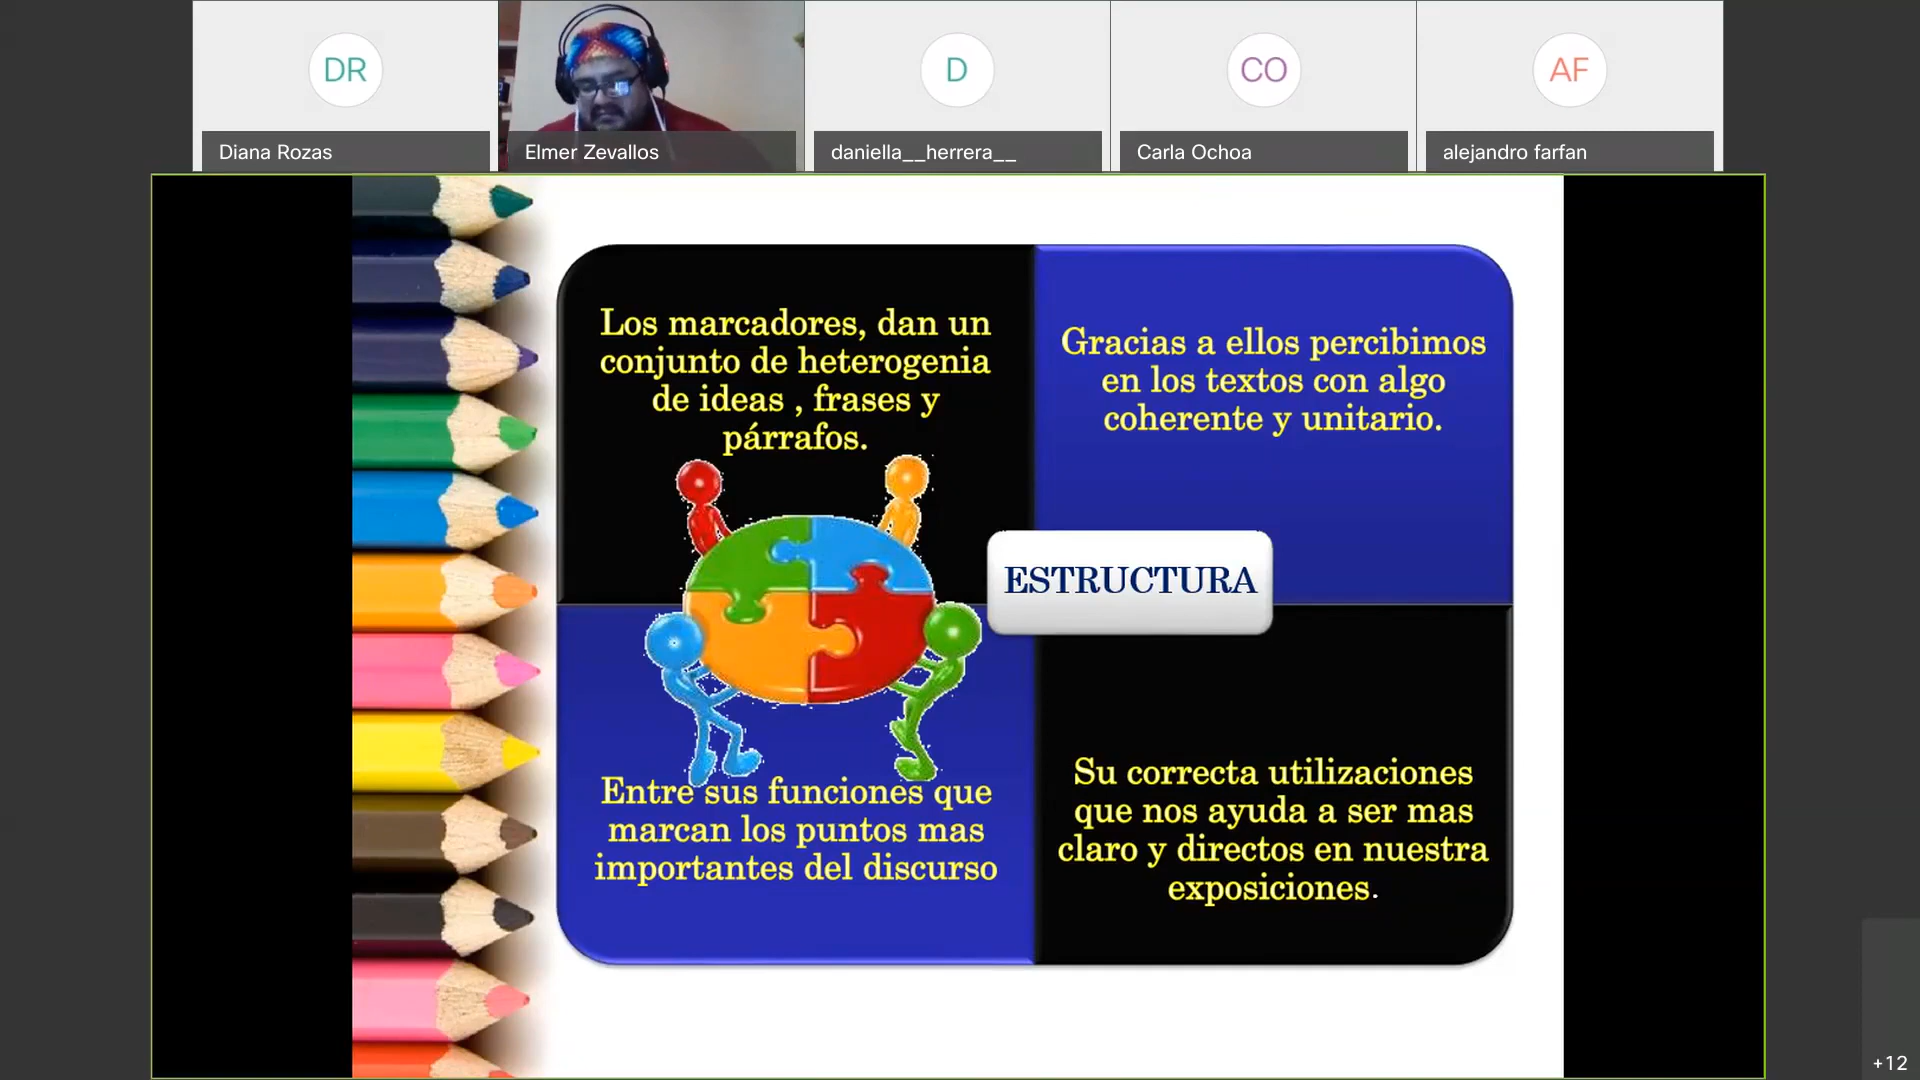 DR
D
CO
AF
Diana Rozas
Elmer Zevallos
daniella__herrera__
Carla Ochoa
alejandro farfan
Los marcadores, dan un
conjunto de heterogenia
de ideas , frases y
párrafos.
Gracias a ellos percibimos
en los textos con algo
coherente y unitario.
ESTRUCTURA
Entre sus funciones que
marcan los puntos mas
importantes del discurso
Su correcta utilizaciones
que nos ayuda a ser mas
claro y directos en nuestra
exposiciones.
+12